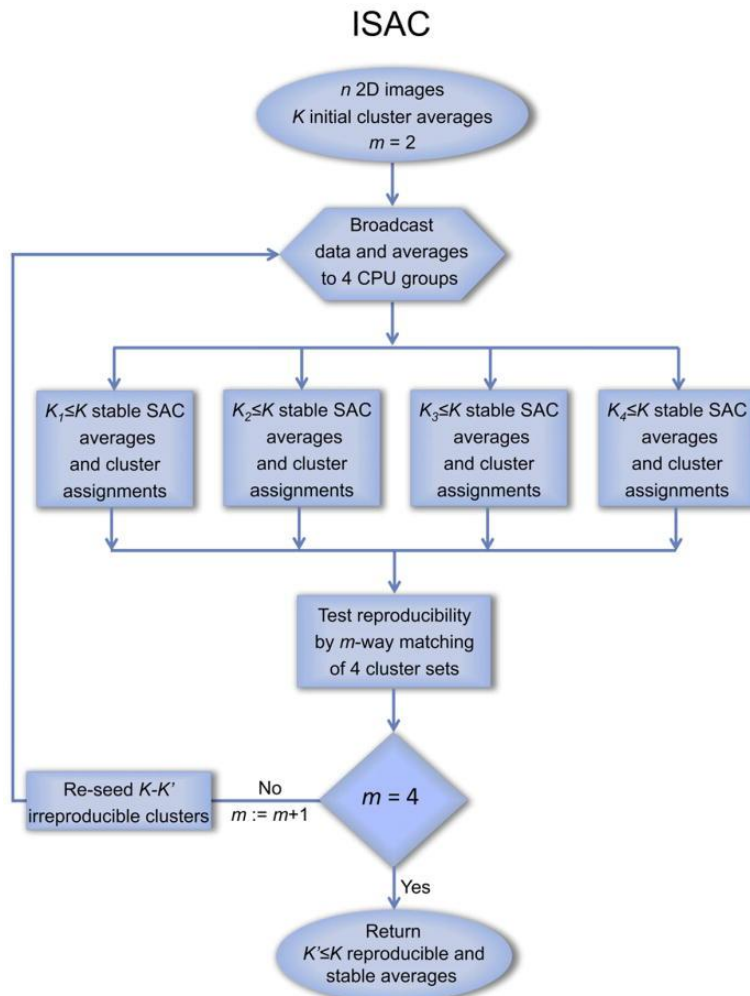 ISAC
n 2D images
K initial cluster averages
m = 2
Broadcast
data and averages
to 4 CPU groups
K₁≤K stable SAC
averages
and cluster
assignments
K₂≤K stable SAC
averages
and cluster
assignments
K₃≤K stable SAC
averages
and cluster
assignments
K₄≤K stable SAC
averages
and cluster
assignments
Test reproducibility
by m-way matching
of 4 cluster sets
m = 4
No
m := m+1
Re-seed K-K’
irreproducible clusters
Yes
Return
K’≤K reproducible and
stable averages